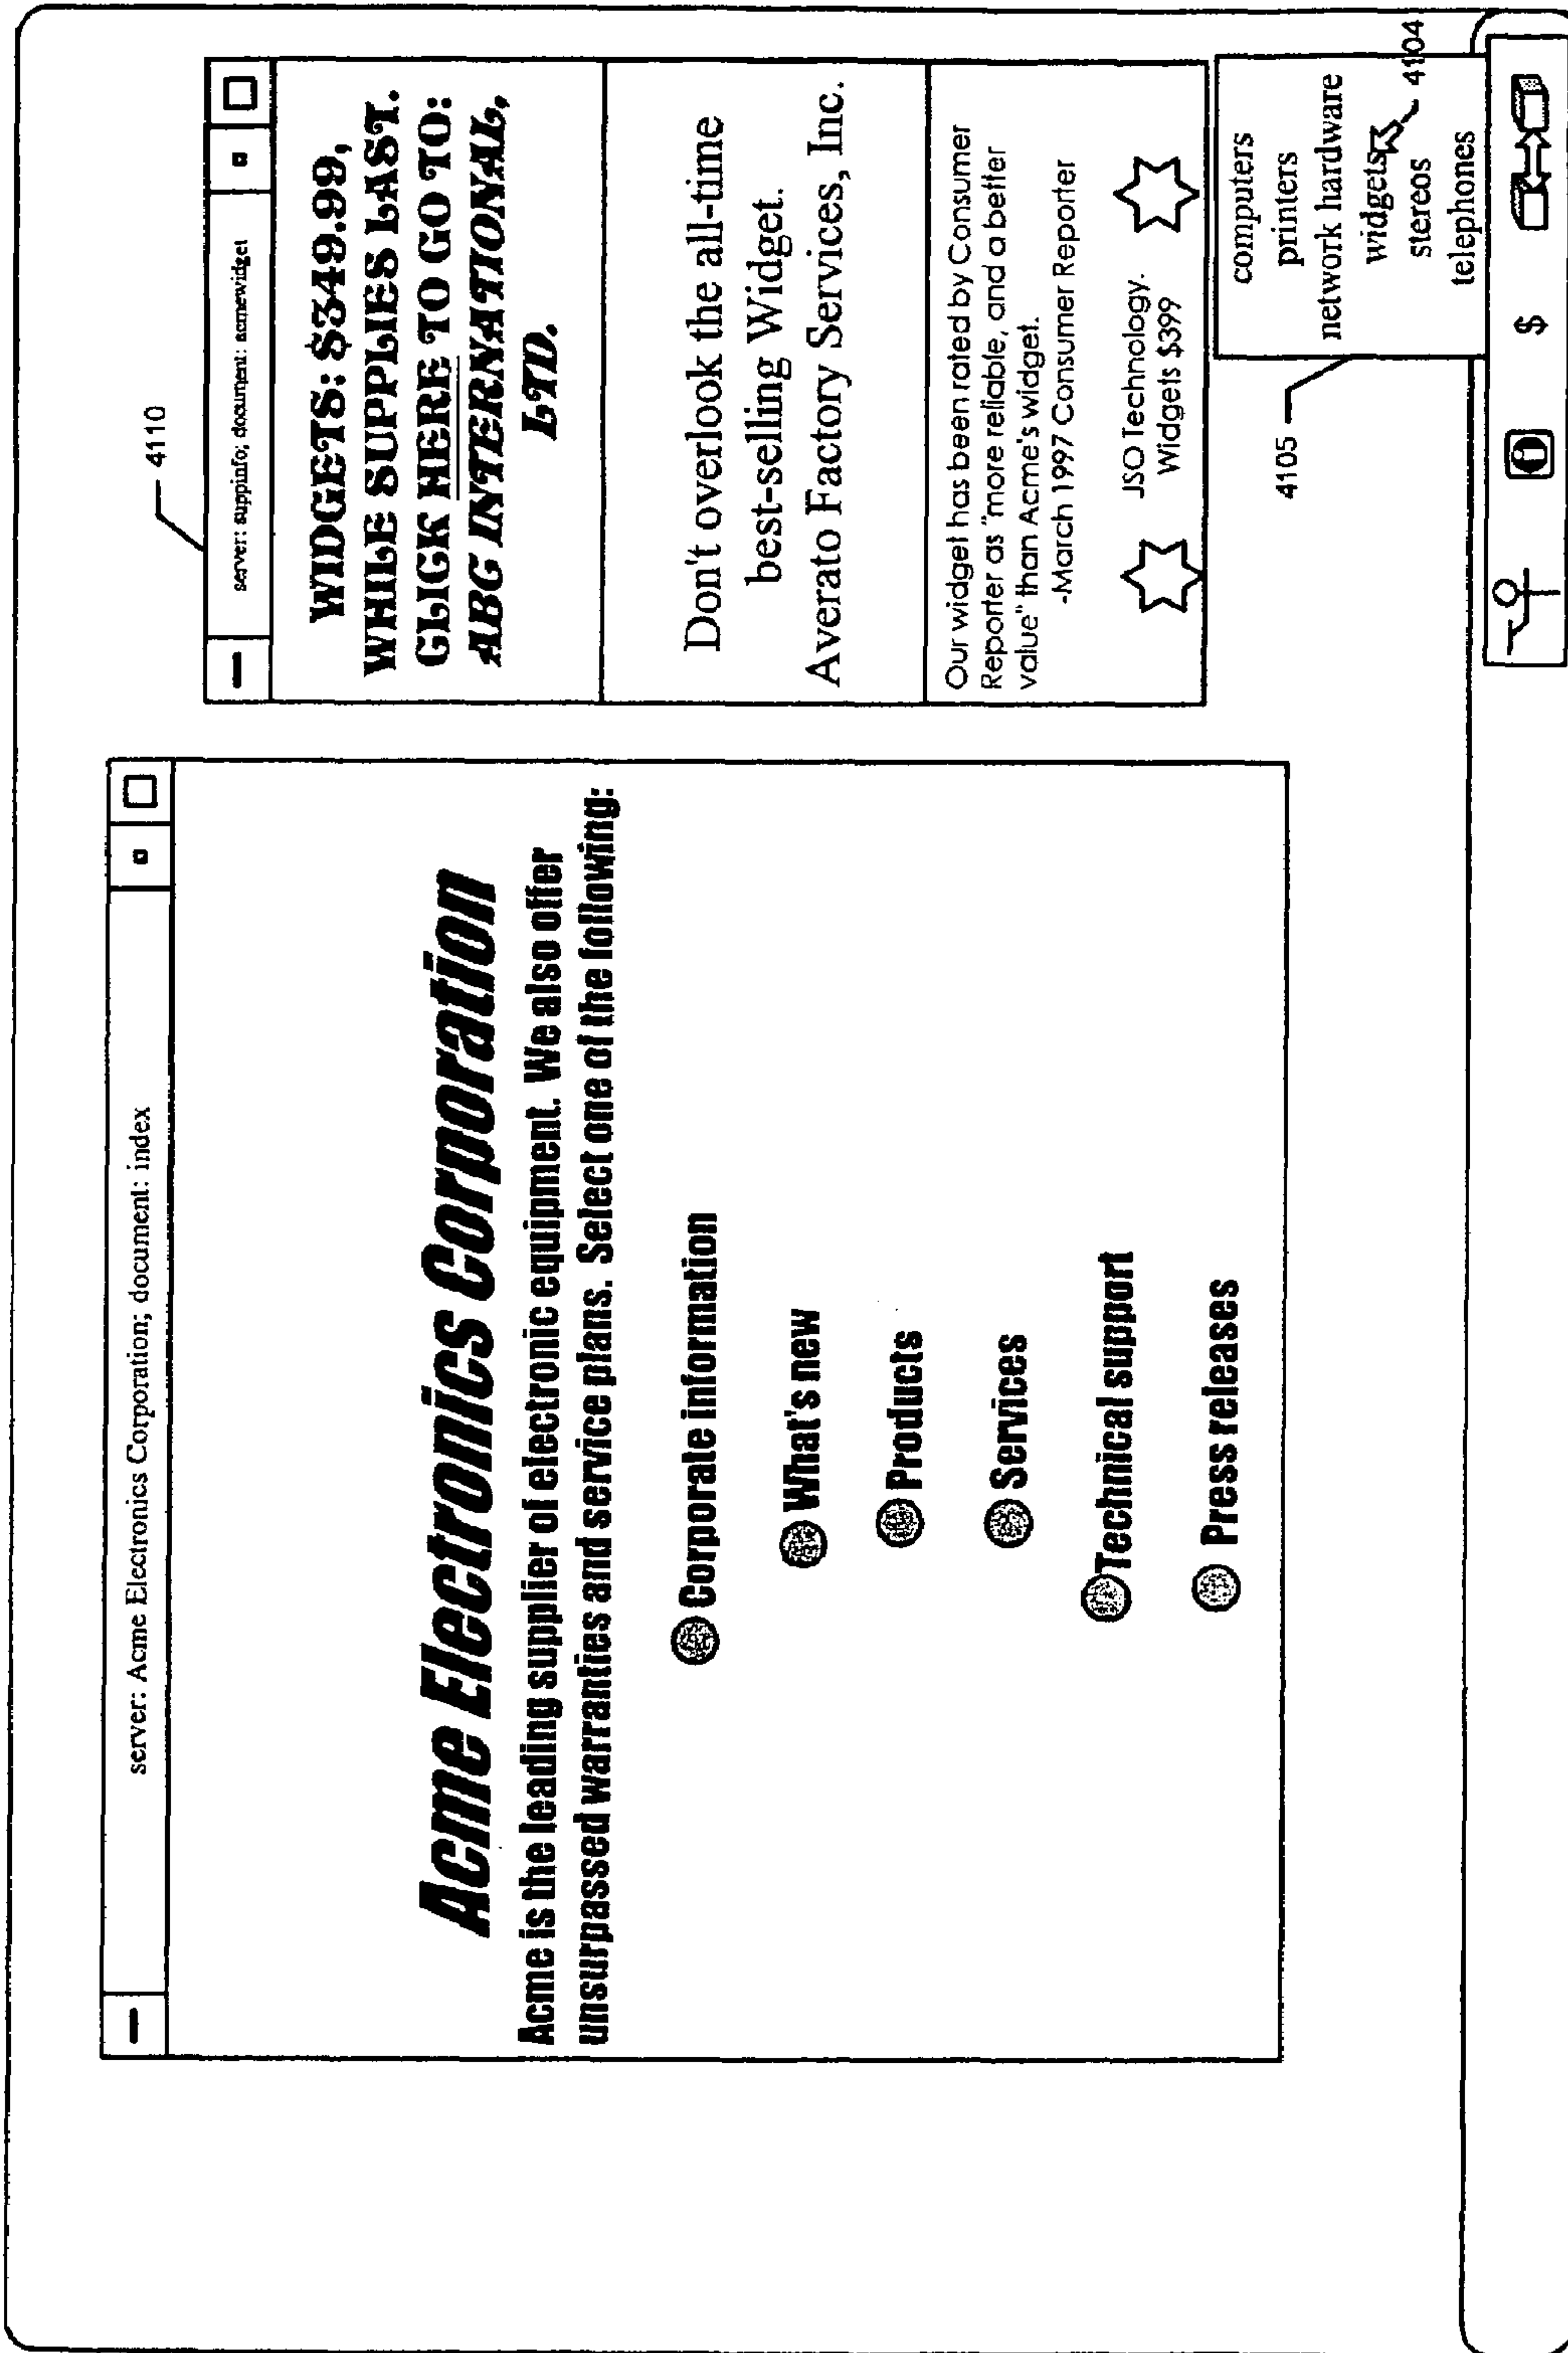 server: Acme Electronics Corporation; document: index
Acme Electronics Corporation
Acme is the leading supplier of electronic equipment. We also offer
unsurpassed warranties and service plans. Select one of the following:
Corporate information
What's new
Products
Services
Technical support
Press releases
4110
server: suppinfo; document: acmewidget
WIDGETS: $349.99,
WHILE SUPPLIES LAST.
CLICK HERE TO GO TO:
ABG INTERNATIONAL,
LTD.
Don't overlook the all-time
best-selling Widget.
Averato Factory Services, Inc.
Our widget has been rated by Consumer
Reporter as "more reliable, and a better
value" than Acme's widget.
-March 1997 Consumer Reporter
JSO Technology.
Widgets $399
4105
computers
printers
network hardware
widgets
4104
stereos
telephones
$